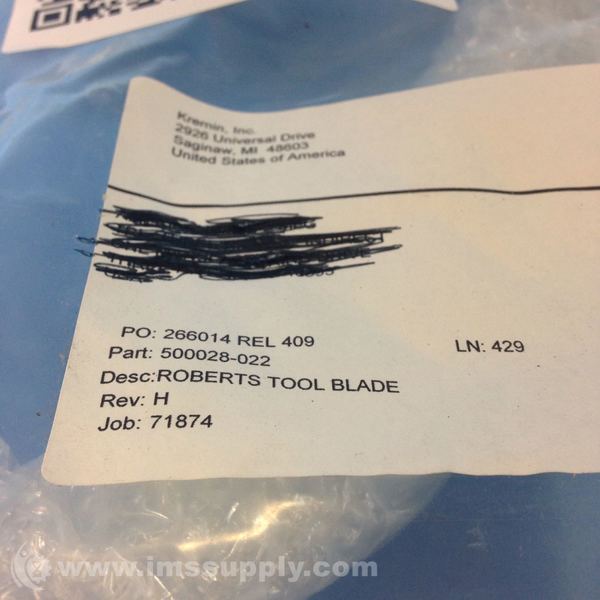 Kremin, Inc.
2926 Universal Drive
Saginaw, MI 48603
United States of America
PO: 266014 REL 409
LN: 429
Part: 500028-022
Desc:ROBERTS TOOL BLADE
Rev: H
Job: 71874
www.imssupply.com